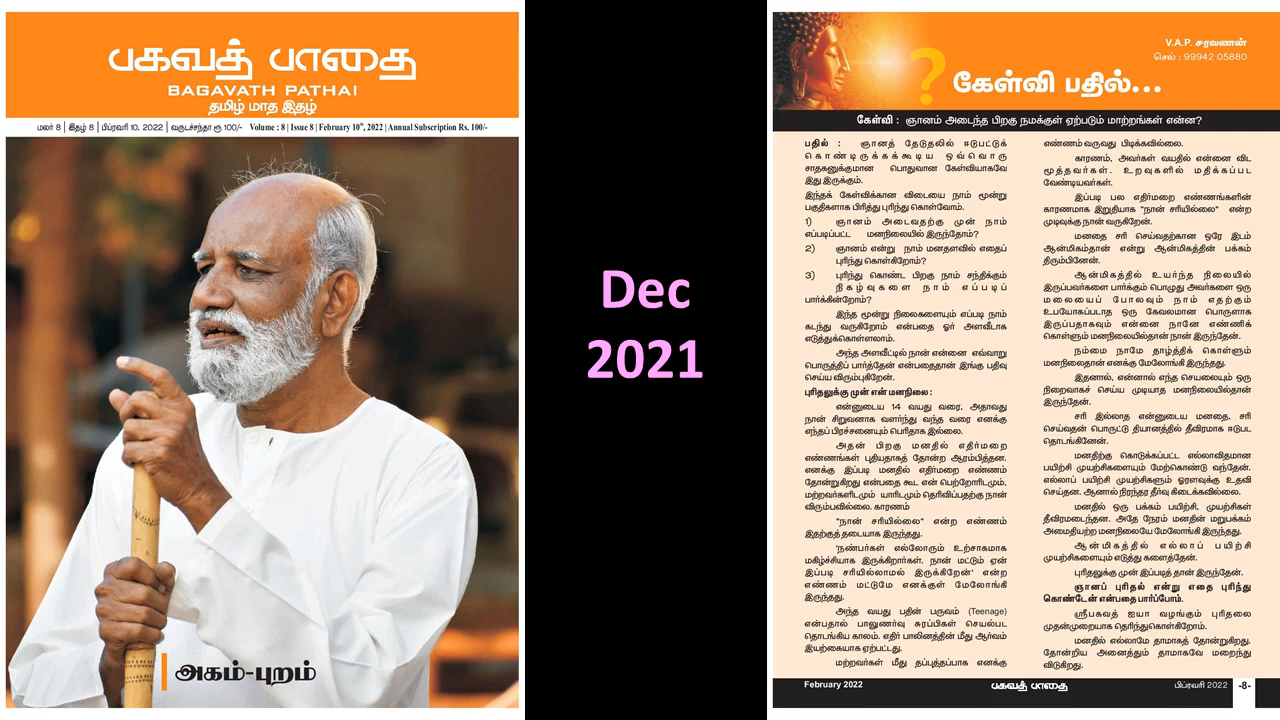 பகவத் பாதை
BAGAVATH PATHAI
தமிழ் மாத இதழ்
மலர் 8 | இதழ் 8 | பிப்ரவரி 10, 2022 | வருடச்சந்தா ரூ 100/- Volume : 8 | Issue 8 | February 10th, 2022 | Annual Subscription Rs. 100/-
அகம்-புறம்
Dec
2021
V.A.P. சரவணன்
செல் : 99942 05880
? கேள்வி பதில்...
கேள்வி : ஞானம் அடைந்த பிறகு நமக்குள் ஏற்படும் மாற்றங்கள் என்ன?
பதில் : ஞானத் தேடுதலில் ஈடுபட்டுக்
கொண்டிருக்கக்கூடிய ஒவ்வொரு
சாதகனுக்குமான பொதுவான கேள்வியாகவே
இது இருக்கும்.
இந்தக் கேள்விக்கான விடையை நாம் மூன்று
பகுதிகளாக பிரித்து புரிந்து கொள்வோம்.
1) ஞானம் அடைவதற்கு முன் நாம்
எப்படிப்பட்ட மனநிலையில் இருந்தோம்?
2) ஞானம் என்று நாம் மனதளவில் எதைப்
புரிந்து கொள்கிறோம்?
3) புரிந்து கொண்ட பிறகு நாம் சந்திக்கும்
நிகழ்வுகளை நாம் எப்படிப்
பார்க்கின்றோம்?
இந்த மூன்று நிலைகளையும் எப்படி நாம்
கடந்து வருகிறோம் என்பதை ஓர் அளவீடாக
எடுத்துக்கொள்ளலாம்.
அந்த அளவீட்டில் நான் என்னை எவ்வாறு
பொருத்திப் பார்த்தேன் என்பதைதான் இங்கு பதிவு
செய்ய விரும்புகிறேன்.
புரிதலுக்கு முன் என் மனநிலை:
என்னுடைய 14 வயது வரை, அதாவது
நான் சிறுவனாக வளர்ந்து வந்த வரை எனக்கு
எந்தப் பிரச்சனையும் பெரிதாக இல்லை.
அதன் பிறகு மனதில் எதிர்மறை
எண்ணங்கள் புதியதாகத் தோன்ற ஆரம்பித்தன.
எனக்கு இப்படி மனதில் எதிர்மறை எண்ணம்
தோன்றுகிறது என்பதை கூட என் பெற்றோரிடமும்,
மற்றவர்களிடமும் யாரிடமும் தெரிவிப்பதற்கு நான்
விரும்பவில்லை. காரணம்
"நான் சரியில்லை" என்ற எண்ணம்
இதற்குத் தடையாக இருந்தது.
'நண்பர்கள் எல்லோரும் உற்சாகமாக
மகிழ்ச்சியாக இருக்கிறார்கள். நான் மட்டும் ஏன்
இப்படி சரியில்லாமல் இருக்கிறேன்' என்ற
எண்ணம் மட்டுமே எனக்குள் மேலோங்கி
இருந்தது.
அந்த வயது பதின் பருவம் (Teenage)
என்பதால் பாலுணர்வு சுரப்பிகள் செயல்பட
தொடங்கிய காலம். எதிர் பாலினத்தின் மீது ஆர்வம்
இயற்கையாக ஏற்பட்டது.
மற்றவர்கள் மீது தப்புத்தப்பாக எனக்கு
எண்ணம் வருவது பிடிக்கவில்லை.
காரணம், அவர்கள் வயதில் என்னை விட
மூத்தவர்கள். உறவுகளில் மதிக்கப்பட
வேண்டியவர்கள்.
இப்படி பல எதிர்மறை எண்ணங்களின்
காரணமாக இறுதியாக "நான் சரியில்லை" என்ற
முடிவுக்கு நான் வருகிறேன்.
மனதை சரி செய்வதற்கான ஒரே இடம்
ஆன்மிகம்தான் என்று ஆன்மிகத்தின் பக்கம்
திரும்பினேன்.
ஆன்மிகத்தில் உயர்ந்த நிலையில்
இருப்பவர்களை பார்க்கும் பொழுது அவர்களை ஒரு
மலையைப் போலவும் நாம் எதற்கும்
உபயோகப்படாத ஒரு கேவலமான பொருளாக
இருப்பதாகவும் என்னை நானே எண்ணிக்
கொள்ளும் மனநிலையில்தான் நான் இருந்தேன்.
நம்மை நாமே தாழ்த்திக் கொள்ளும்
மனநிலைதான் எனக்கு மேலோங்கி இருந்தது.
இதனால், என்னால் எந்த செயலையும் ஒரு
நிறைவாகச் செய்ய முடியாத மனநிலையில்தான்
இருந்தேன்.
சரி இல்லாத என்னுடைய மனதை, சரி
செய்வதன் பொருட்டு தியானத்தில் தீவிரமாக ஈடுபட
தொடங்கினேன்.
மனதிற்கு கொடுக்கப்பட்ட எல்லாவிதமான
பயிற்சி முயற்சிகளையும் மேற்கொண்டு வந்தேன்.
எல்லாப் பயிற்சி முயற்சிகளும் ஓரளவுக்கு உதவி
செய்தன. ஆனால் நிரந்தர தீர்வு கிடைக்கவில்லை.
மனதில் ஒரு பக்கம் பயிற்சி, முயற்சிகள்
தீவிரமடைந்தன. அதே நேரம் மனதின் மறுபக்கம்
அமைதியற்ற மனநிலையே மேலோங்கி இருந்தது.
ஆன்மிகத்தில் எல்லாப் பயிற்சி
முயற்சிகளையும் எடுத்து களைத்தேன்.
புரிதலுக்கு முன் இப்படித் தான் இருந்தேன்.
ஞானப் புரிதல் என்று எதை புரிந்து
கொண்டேன் என்பதை பார்ப்போம்.
ஸ்ரீபகவத் ஐயா வழங்கும் புரிதலை
முதன்முறையாக தெரிந்துகொள்கிறோம்.
மனதில் எல்லாமே தாமாகத் தோன்றுகிறது.
தோன்றிய அனைத்தும் தாமாகவே மறைந்து
விடுகிறது.
February 2022 பகவத் பாதை பிப்ரவரி 2022 -8-